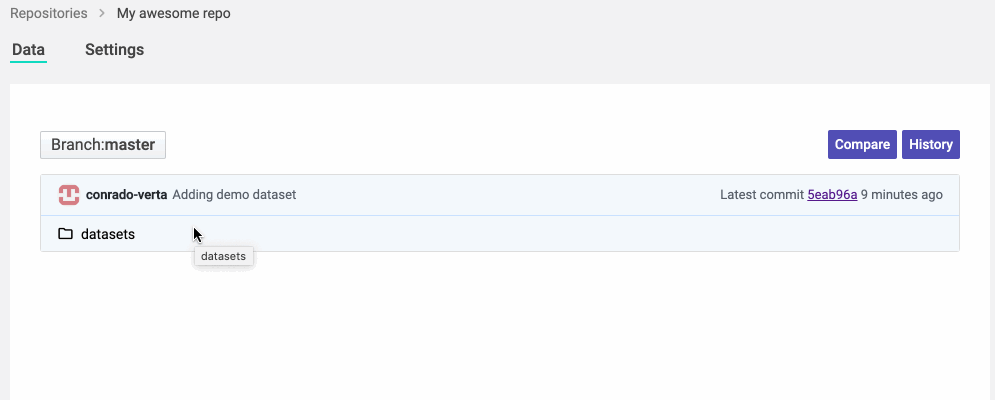 Repositories > My awesome repo
Data Settings
Branch:master Compare History
conrado-verta Adding demo dataset Latest commit 5eab96a 9 minutes ago
datasets
datasets